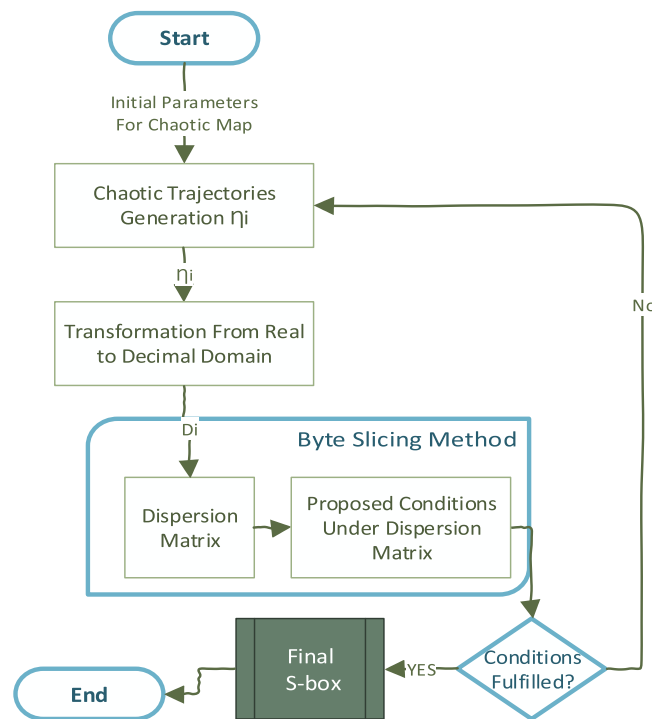 Start
Initial Parameters
For Chaotic Map
Chaotic Trajectories
Generation ηi
ηi
Transformation From Real
to Decimal Domain
Di
Byte Slicing Method
Dispersion
Matrix
Proposed Conditions
Under Dispersion
Matrix
No
Conditions
Fulfilled?
YES
Final
S-box
End